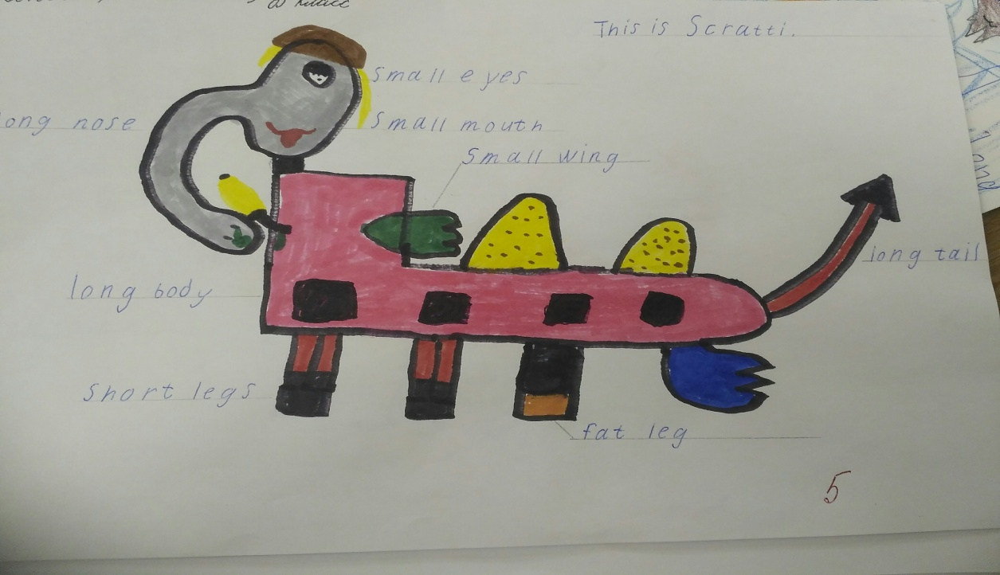 This is Scratti.
small eyes
long nose
small mouth
small wing
long tail
long body
short legs
fat leg
5